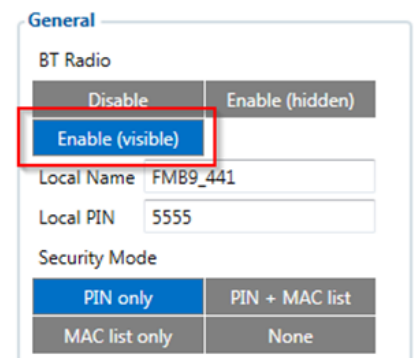 General
BT Radio
Disable Enable (hidden)
Enable (visible)
Local Name FMB9_441
Local PIN 5555
Security Mode
PIN only PIN + MAC list
MAC list only None